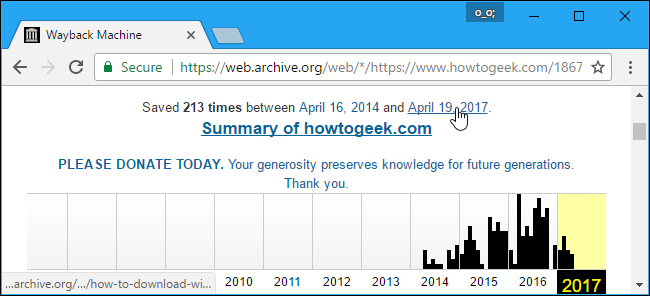 o_o;
Wayback Machine
Secure
https://web.archive.org/web/*/https://www.howtogeek.com/1867
Saved 213 times between April 16, 2014 and April 19, 2017.
Summary of howtogeek.com
PLEASE DONATE TODAY. Your generosity preserves knowledge for future generations.
Thank you.
...archive.org/.../how-to-download-wi...
2010 2011 2012 2013 2014 2015 2016 2017